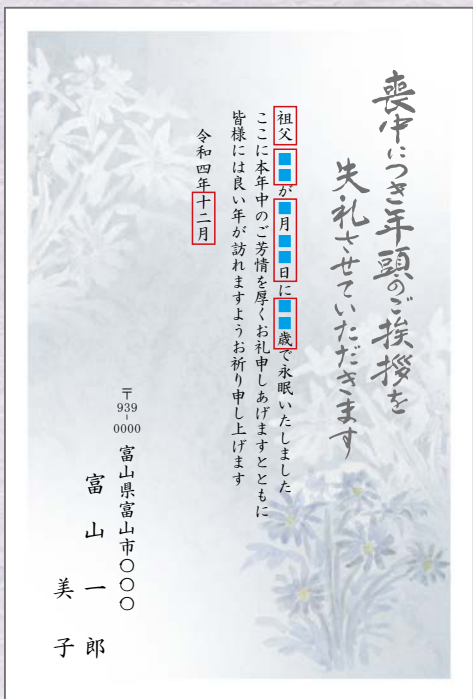 喪中につき年頭のご挨拶を
失礼させていただきます
祖父■■が■月■■日に■■歳で永眠いたしました
ここに本年中のご芳情を厚くお礼申しあげますとともに
皆様には良い年が訪れますようお祈り申し上げます
令和四年十二月
〒939-0000
富山県富山市〇〇〇
富山一郎
美子